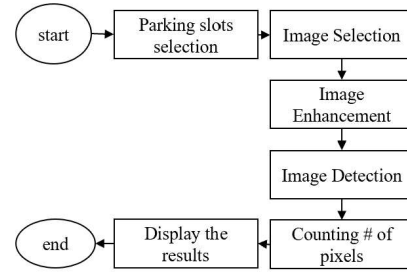 start
Parking slots
selection
Image Selection
Image
Enhancement
Image Detection
Counting # of
pixels
Display the
results
end